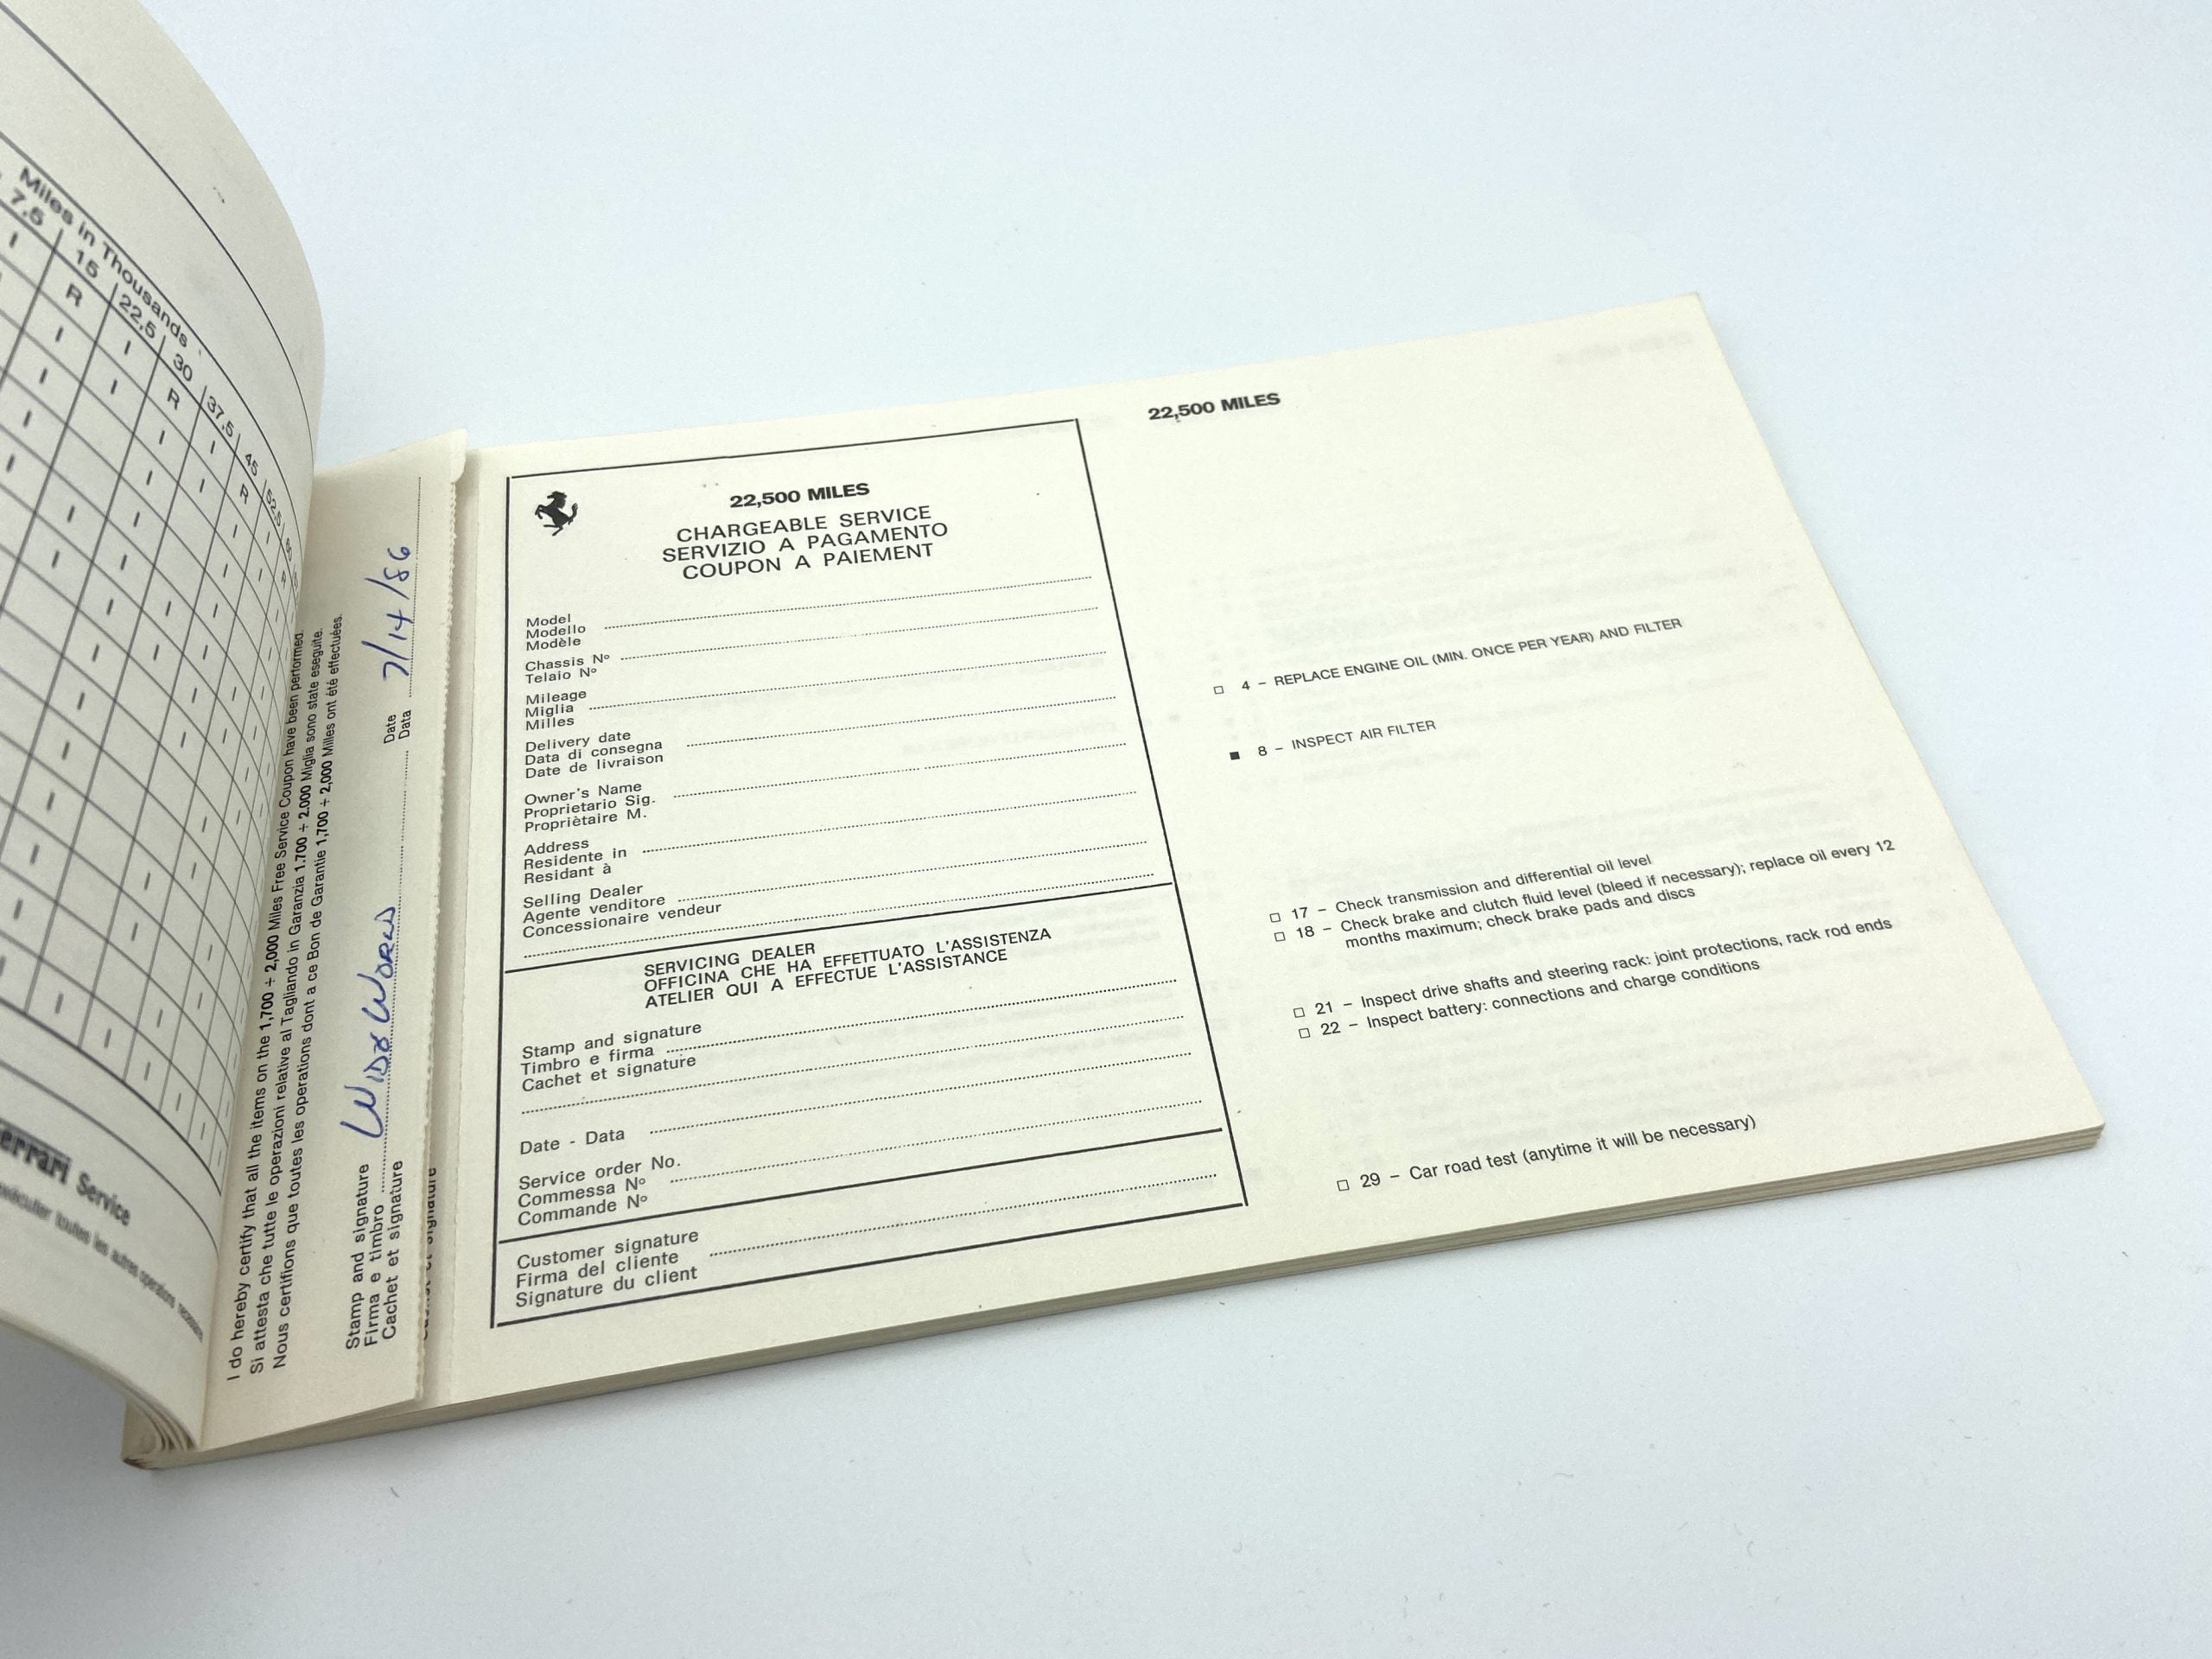 Miles in Thousands
7,5 15 22,5 30 37,5 45 52,5
Ferrari Service
I do hereby certify that all the items on the 1,700 ÷ 2,000 Miles Free Service Coupon have been performed.
Si attesta che tutte le operazioni relative al Tagliando in Garanzia 1.700 ÷ 2.000 Miglia sono state eseguite.
Nous certifions que toutes les operations dont a ce Bon de Garantie 1,700 ÷ 2,000 Milles ont été effectuées.
Stamp and signature
Firma e timbro
Cachet et signature
Date
Data
7/14/86
22,500 MILES
CHARGEABLE SERVICE
SERVIZIO A PAGAMENTO
COUPON A PAIEMENT
Model
Modello
Modèle
Chassis Nº
Telaio Nº
Mileage
Miglia
Milles
Delivery date
Data di consegna
Date de livraison
Owner's Name
Proprietario Sig.
Propriètaire M.
Address
Residente in
Residant à
Selling Dealer
Agente venditore
Concessionaire vendeur
SERVICING DEALER
OFFICINA CHE HA EFFETTUATO L'ASSISTENZA
ATELIER QUI A EFFECTUE L'ASSISTANCE
Stamp and signature
Timbro e firma
Cachet et signature
Date - Data
Service order No.
Commessa Nº
Commande Nº
Customer signature
Firma del cliente
Signature du client
22,500 MILES
4 - REPLACE ENGINE OIL (MIN. ONCE PER YEAR) AND FILTER
8 - INSPECT AIR FILTER
17 - Check transmission and differential oil level
18 - Check brake and clutch fluid level (bleed if necessary); replace oil every 12
months maximum; check brake pads and discs
21 - Inspect drive shafts and steering rack: joint protections, rack rod ends
22 - Inspect battery: connections and charge conditions
29 - Car road test (anytime it will be necessary)